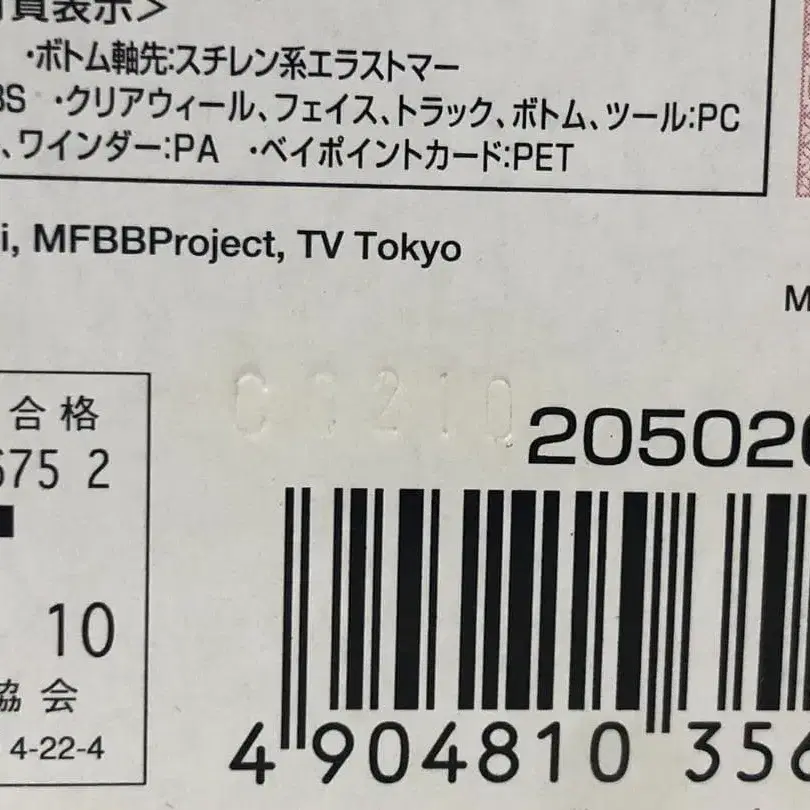 質表示>
・ボトム軸先:スチレン系エラストマー
BS ・クリアウィール、フェイス、トラック、ボトム、ツール:PC
、ワインダー:PA ・ベイポイントカード:PET
i, MFBBProject, TV Tokyo
M
合格
675 2
10
協会
4-22-4
20502
4 904810 356